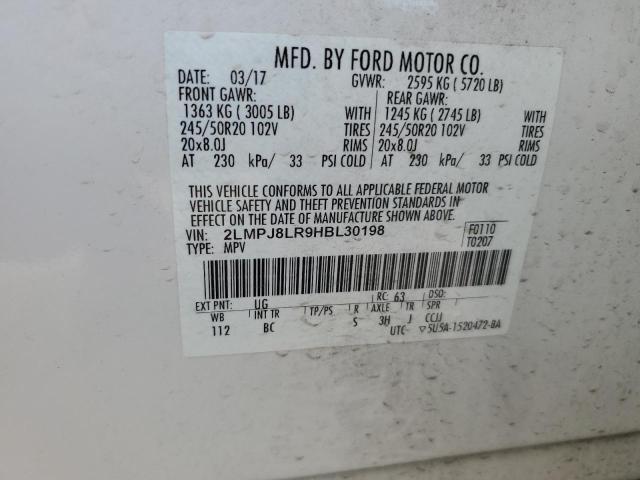 MFD. BY FORD MOTOR CO.
DATE: 03/17 GVWR: 2595 KG ( 5720 LB)
FRONT GAWR: REAR GAWR:
1363 KG ( 3005 LB) WITH 1245 KG ( 2745 LB) WITH
245/50R20 102V TIRES 245/50R20 102V TIRES
20x8.0J RIMS 20x8.0J RIMS
AT 230 kPa/ 33 PSI COLD AT 230 kPa/ 33 PSI COLD
THIS VEHICLE CONFORMS TO ALL APPLICABLE FEDERAL MOTOR
VEHICLE SAFETY AND THEFT PREVENTION STANDARDS IN
EFFECT ON THE DATE OF MANUFACTURE SHOWN ABOVE.
VIN: 2LMPJ8LR9HBL30198 F0110
TYPE: MPV T0207
EXT PNT: UG RC: 63 DSO:
WB INT TR TP/PS R AXLE TR SPR
112 BC S 3H J CCJJ
UTC ▽5U5A-1520472-BA